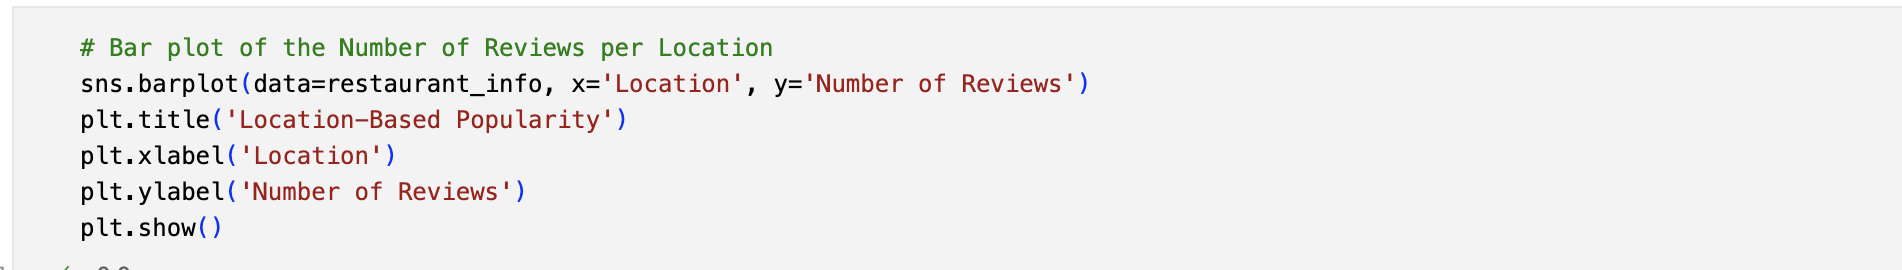 # Bar plot of the Number of Reviews per Location
sns.barplot(data=restaurant_info, x='Location', y='Number of Reviews')
plt.title('Location-Based Popularity')
plt.xlabel('Location')
plt.ylabel('Number of Reviews')
plt.show()